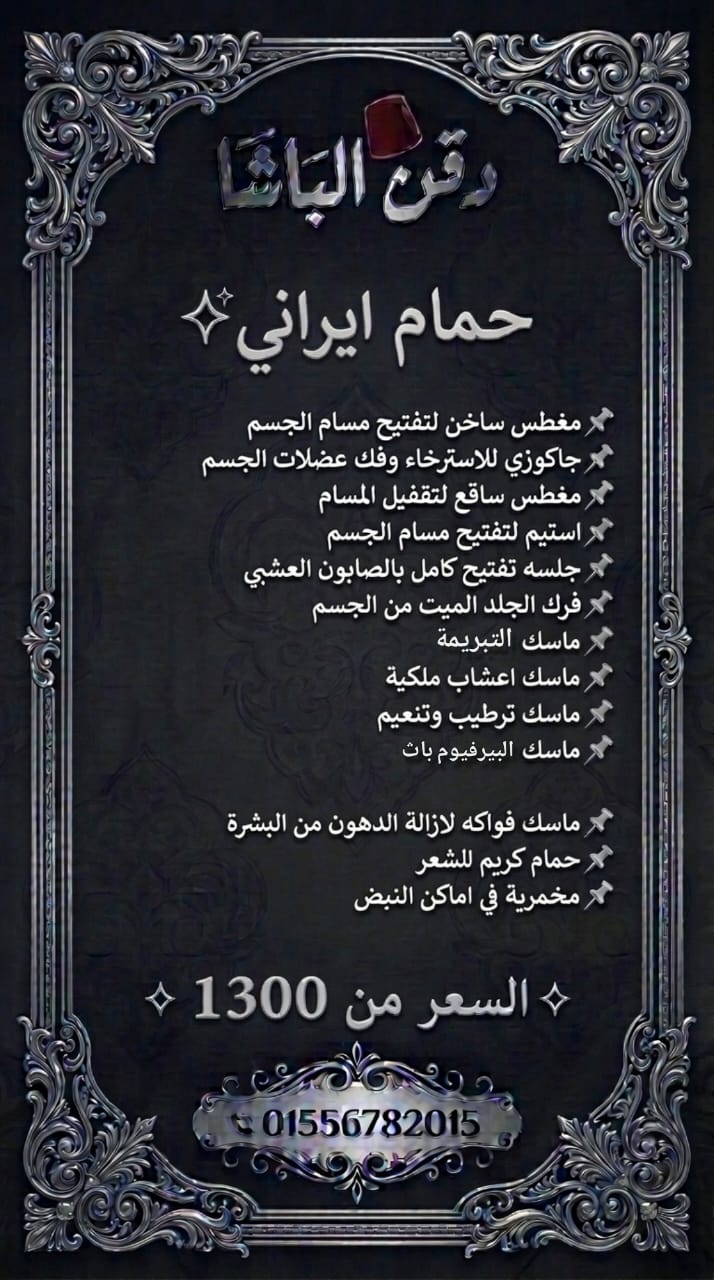 دقن البَاشَا
حمام ايراني
مغطس ساخن لتفتيح مسام الجسم
جاكوزي للاسترخاء وفك عضلات الجسم
مغطس ساقع لتقفيل المسام
استيم لتفتيح مسام الجسم
جلسه تفتيح كامل بالصابون العشبي
فرك الجلد الميت من الجسم
ماسك التبريمة
ماسك اعشاب ملكية
ماسك ترطيب وتنعيم
ماسك البيرفيوم باث
ماسك فواكه لازالة الدهون من البشرة
حمام كريم للشعر
مخمرية في اماكن النبض
السعر من 1300
01556782015